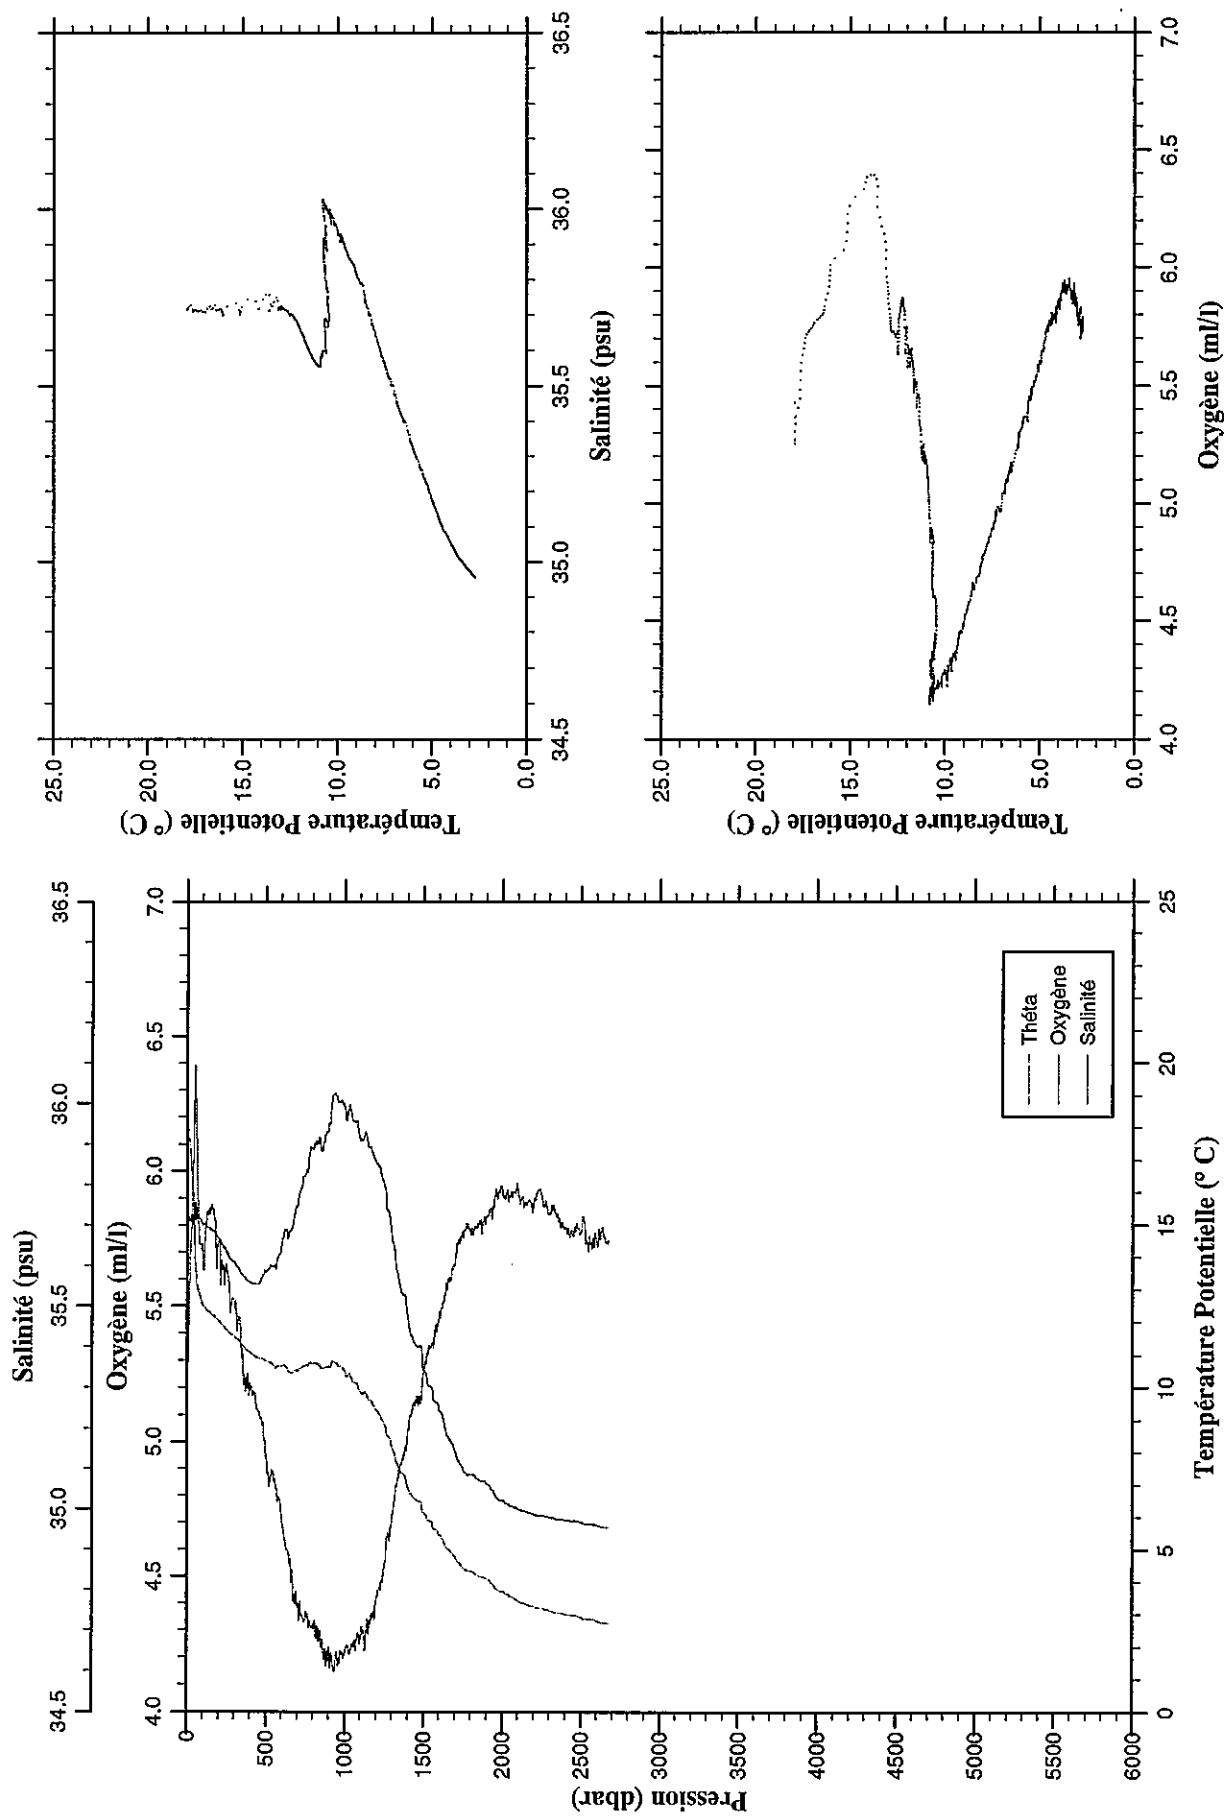 Salinité (psu)
34.5 35.0 35.5 36.0 36.5
Oxygène (ml/l)
4.0 4.5 5.0 5.5 6.0 6.5 7.0
Pression (dbar)
0
500
1000
1500
2000
2500
3000
3500
4000
4500
5000
5500
6000
Théta
Oxygène
Salinité
0 5 10 15 20 25
Température Potentielle (° C)
Température Potentielle (° C)
25.0
20.0
15.0
10.0
5.0
0.0
34.5 35.0 35.5 36.0 36.5
Salinité (psu)
Température Potentielle (° C)
25.0
20.0
15.0
10.0
5.0
0.0
4.0 4.5 5.0 5.5 6.0 6.5 7.0
Oxygène (ml/l)